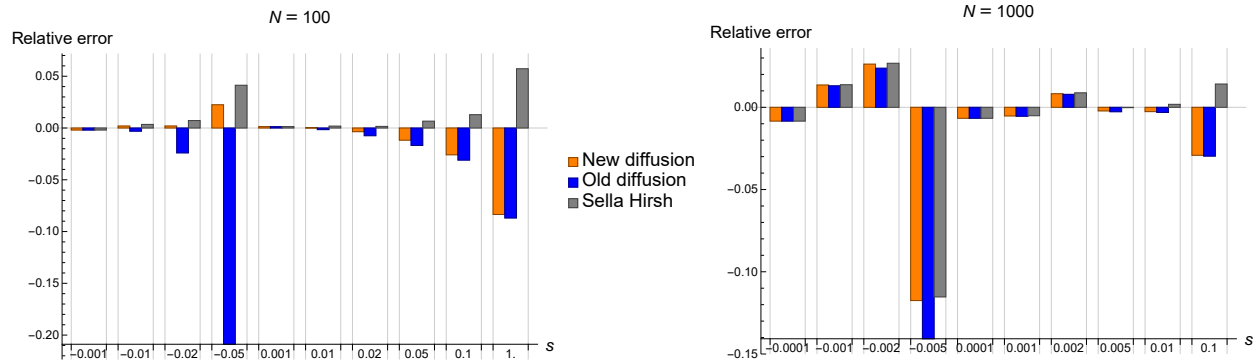 N = 100
Relative error
0.05
0.00
−0.05
−0.10
−0.15
−0.20
−0.001 −0.01 −0.02 −0.05 0.001 0.01 0.02 0.05 0.1 1. s
New diffusion
Old diffusion
Sella Hirsh
N = 1000
Relative error
0.00
−0.05
−0.10
−0.15
−0.0001 −0.001 −0.002 −0.005 0.0001 0.001 0.002 0.005 0.01 0.1 s